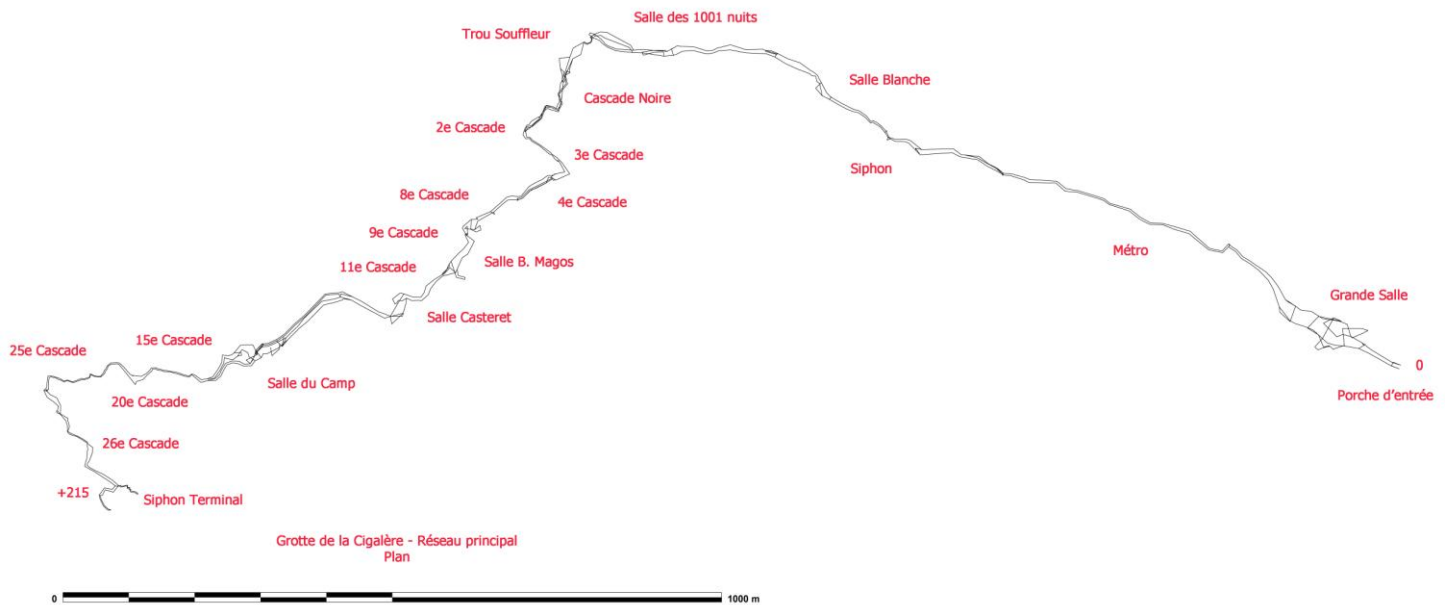 Salle des 1001 nuits
Trou Souffleur
Salle Blanche
Cascade Noire
2e Cascade
3e Cascade
Siphon
8e Cascade
4e Cascade
9e Cascade
Métro
Salle B. Magos
11e Cascade
Grande Salle
Salle Casteret
15e Cascade
25e Cascade
0
Salle du Camp
Porche d'entrée
20e Cascade
26e Cascade
+215
Siphon Terminal
Grotte de la Cigalère - Réseau principal
Plan
0
1000 m